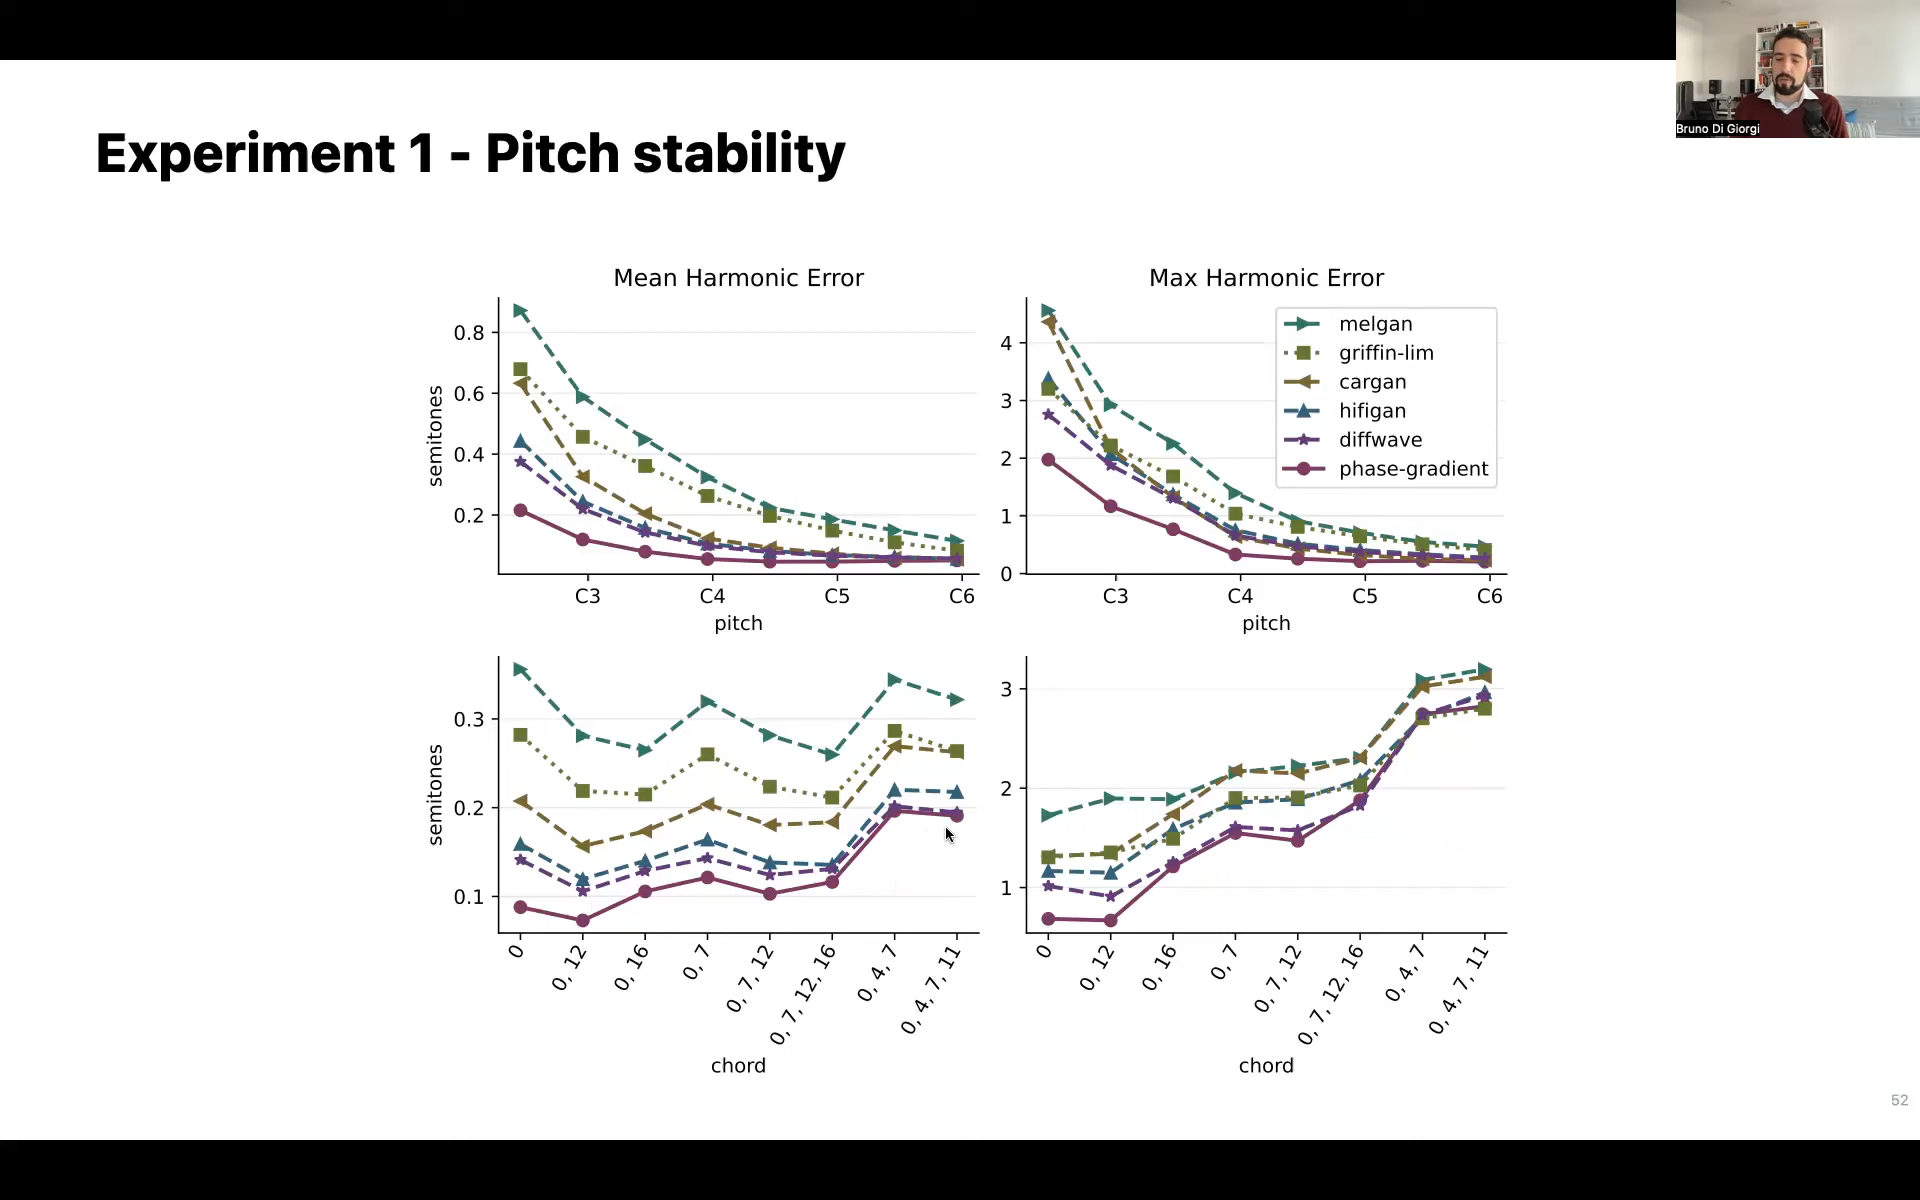 Bruno Di Giorgi
Experiment 1 - Pitch stability
Mean Harmonic Error
semitones
0.8
0.6
0.4
0.2
C3
C4
C5
C6
pitch
Max Harmonic Error
4
3
2
1
0
melgan
griffin-lim
cargan
hifigan
diffwave
phase-gradient
C3
C4
C5
C6
pitch
semitones
0.3
0.2
0.1
0
0, 12
0, 16
0, 7
0, 7, 12
0, 7, 12, 16
0, 4, 7
0, 4, 7, 11
chord
3
2
1
0
0, 12
0, 16
0, 7
0, 7, 12
0, 7, 12, 16
0, 4, 7
0, 4, 7, 11
chord
52